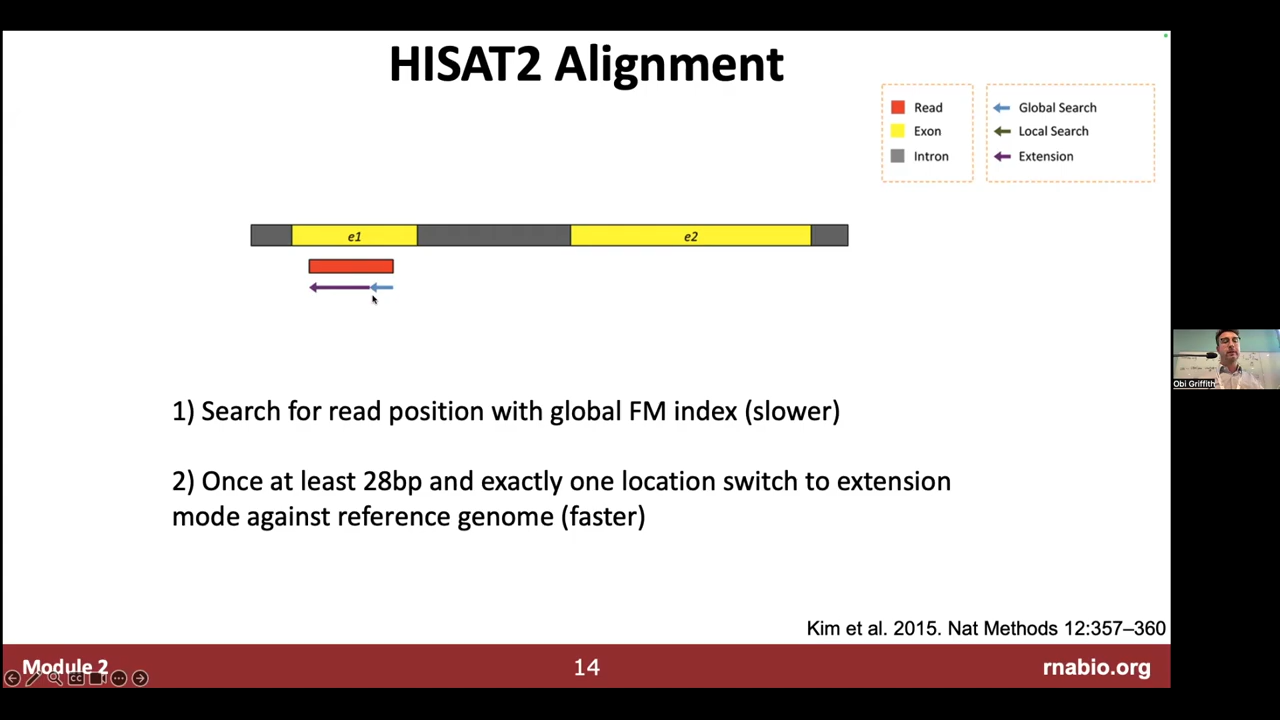 HISAT2 Alignment
Read
Exon
Intron
Global Search
Local Search
Extension
e1
e2
1) Search for read position with global FM index (slower)
2) Once at least 28bp and exactly one location switch to extension
mode against reference genome (faster)
Kim et al. 2015. Nat Methods 12:357–360
Module 2
14
rnabio.org
CC
Obi Griffith